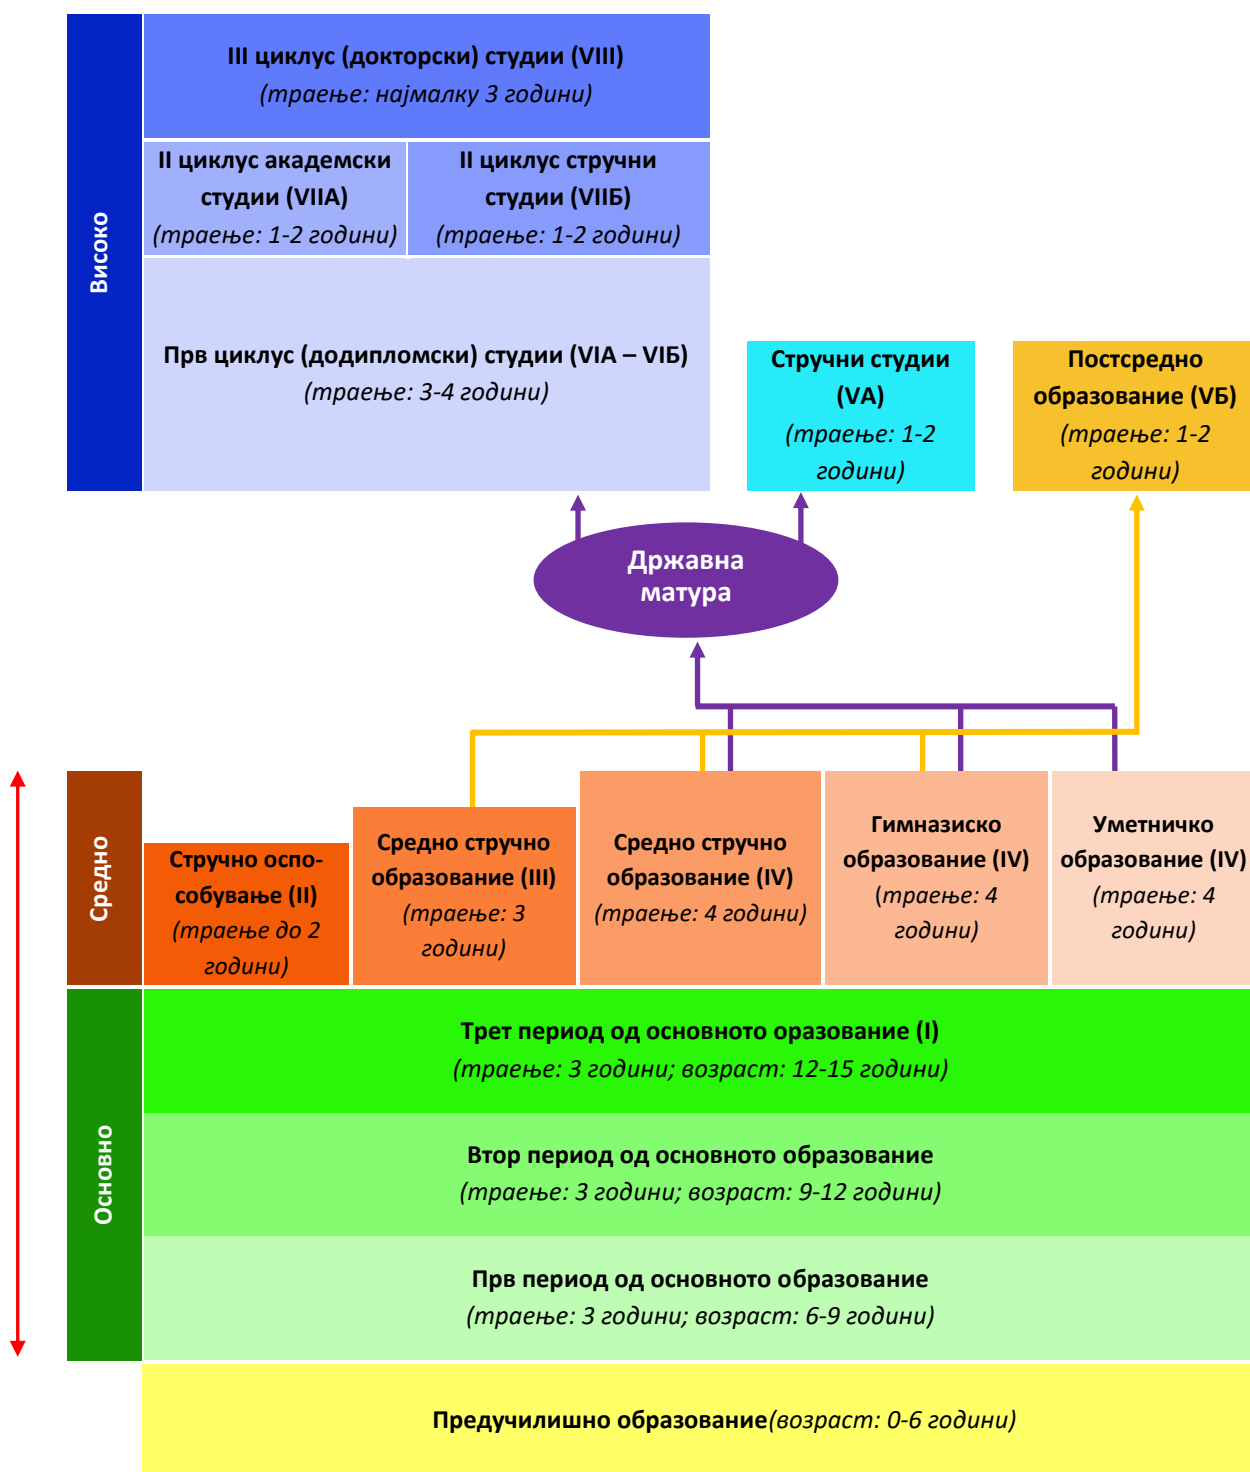 Високо
III циклус (докторски) студии (VIII)
(траење: најмалку 3 години)
II циклус академски
студии (VIIА)
(траење: 1-2 години)
II циклус стручни
студии (VIIБ)
(траење: 1-2 години)
Прв циклус (додипломски) студии (VIА – VIБ)
(траење: 3-4 години)
Стручни студии
(VА)
(траење: 1-2
години)
Постсредно
образование (VБ)
(траење: 1-2
години)
Државна
матура
Средно
Стручно оспо-
собување (II)
(траење до 2
години)
Средно стручно
образование (III)
(траење: 3
години)
Средно стручно
образование (IV)
(траење: 4 години)
Гимназиско
образование (IV)
(траење: 4
години)
Уметничко
образование (IV)
(траење: 4
години)
Основно
Трет период од основното оразование (I)
(траење: 3 години; возраст: 12-15 години)
Втор период од основното образование
(траење: 3 години; возраст: 9-12 години)
Прв период од основното образование
(траење: 3 години; возраст: 6-9 години)
Предучилишно образование(возраст: 0-6 години)